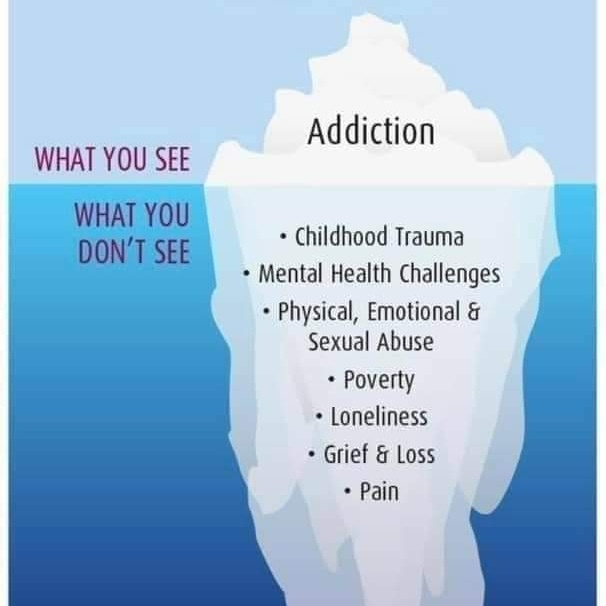 Addiction
WHAT YOU SEE
WHAT YOU
DON'T SEE
• Childhood Trauma
• Mental Health Challenges
• Physical, Emotional &
Sexual Abuse
• Poverty
• Loneliness
• Grief & Loss
• Pain